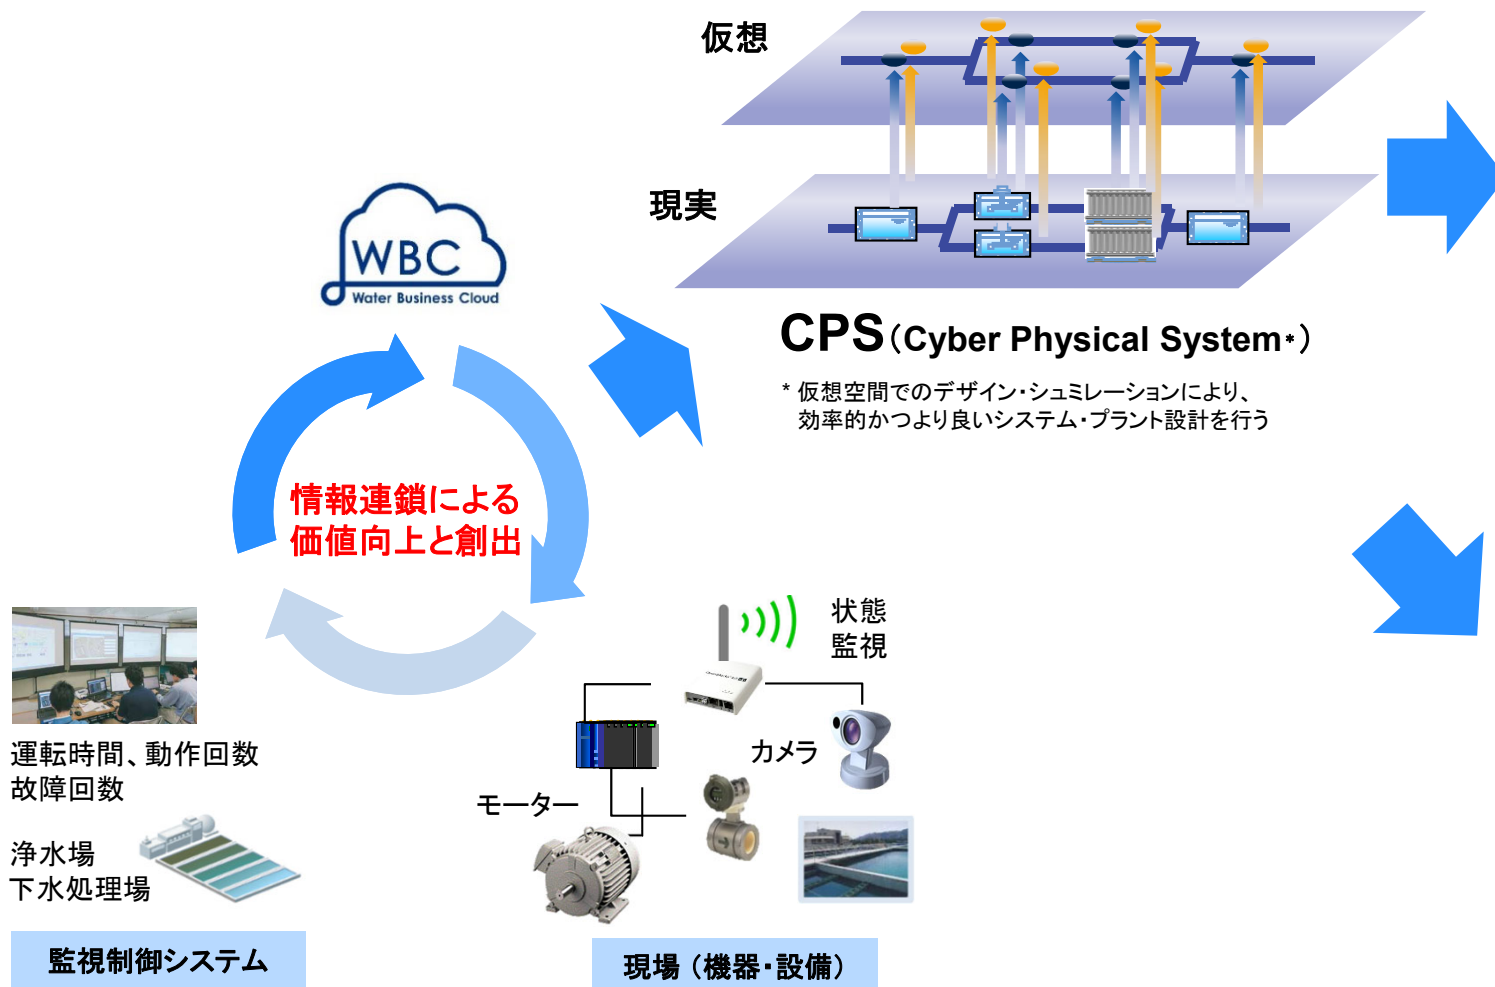 仮想
現実
WBC
Water Business Cloud
CPS（Cyber Physical System*）
* 仮想空間でのデザイン・シュミレーションにより、
効率的かつより良いシステム・プラント設計を行う
情報連鎖による
価値向上と創出
状態
監視
カメラ
モーター
運転時間、動作回数
故障回数
浄水場
下水処理場
監視制御システム
現場（機器・設備）